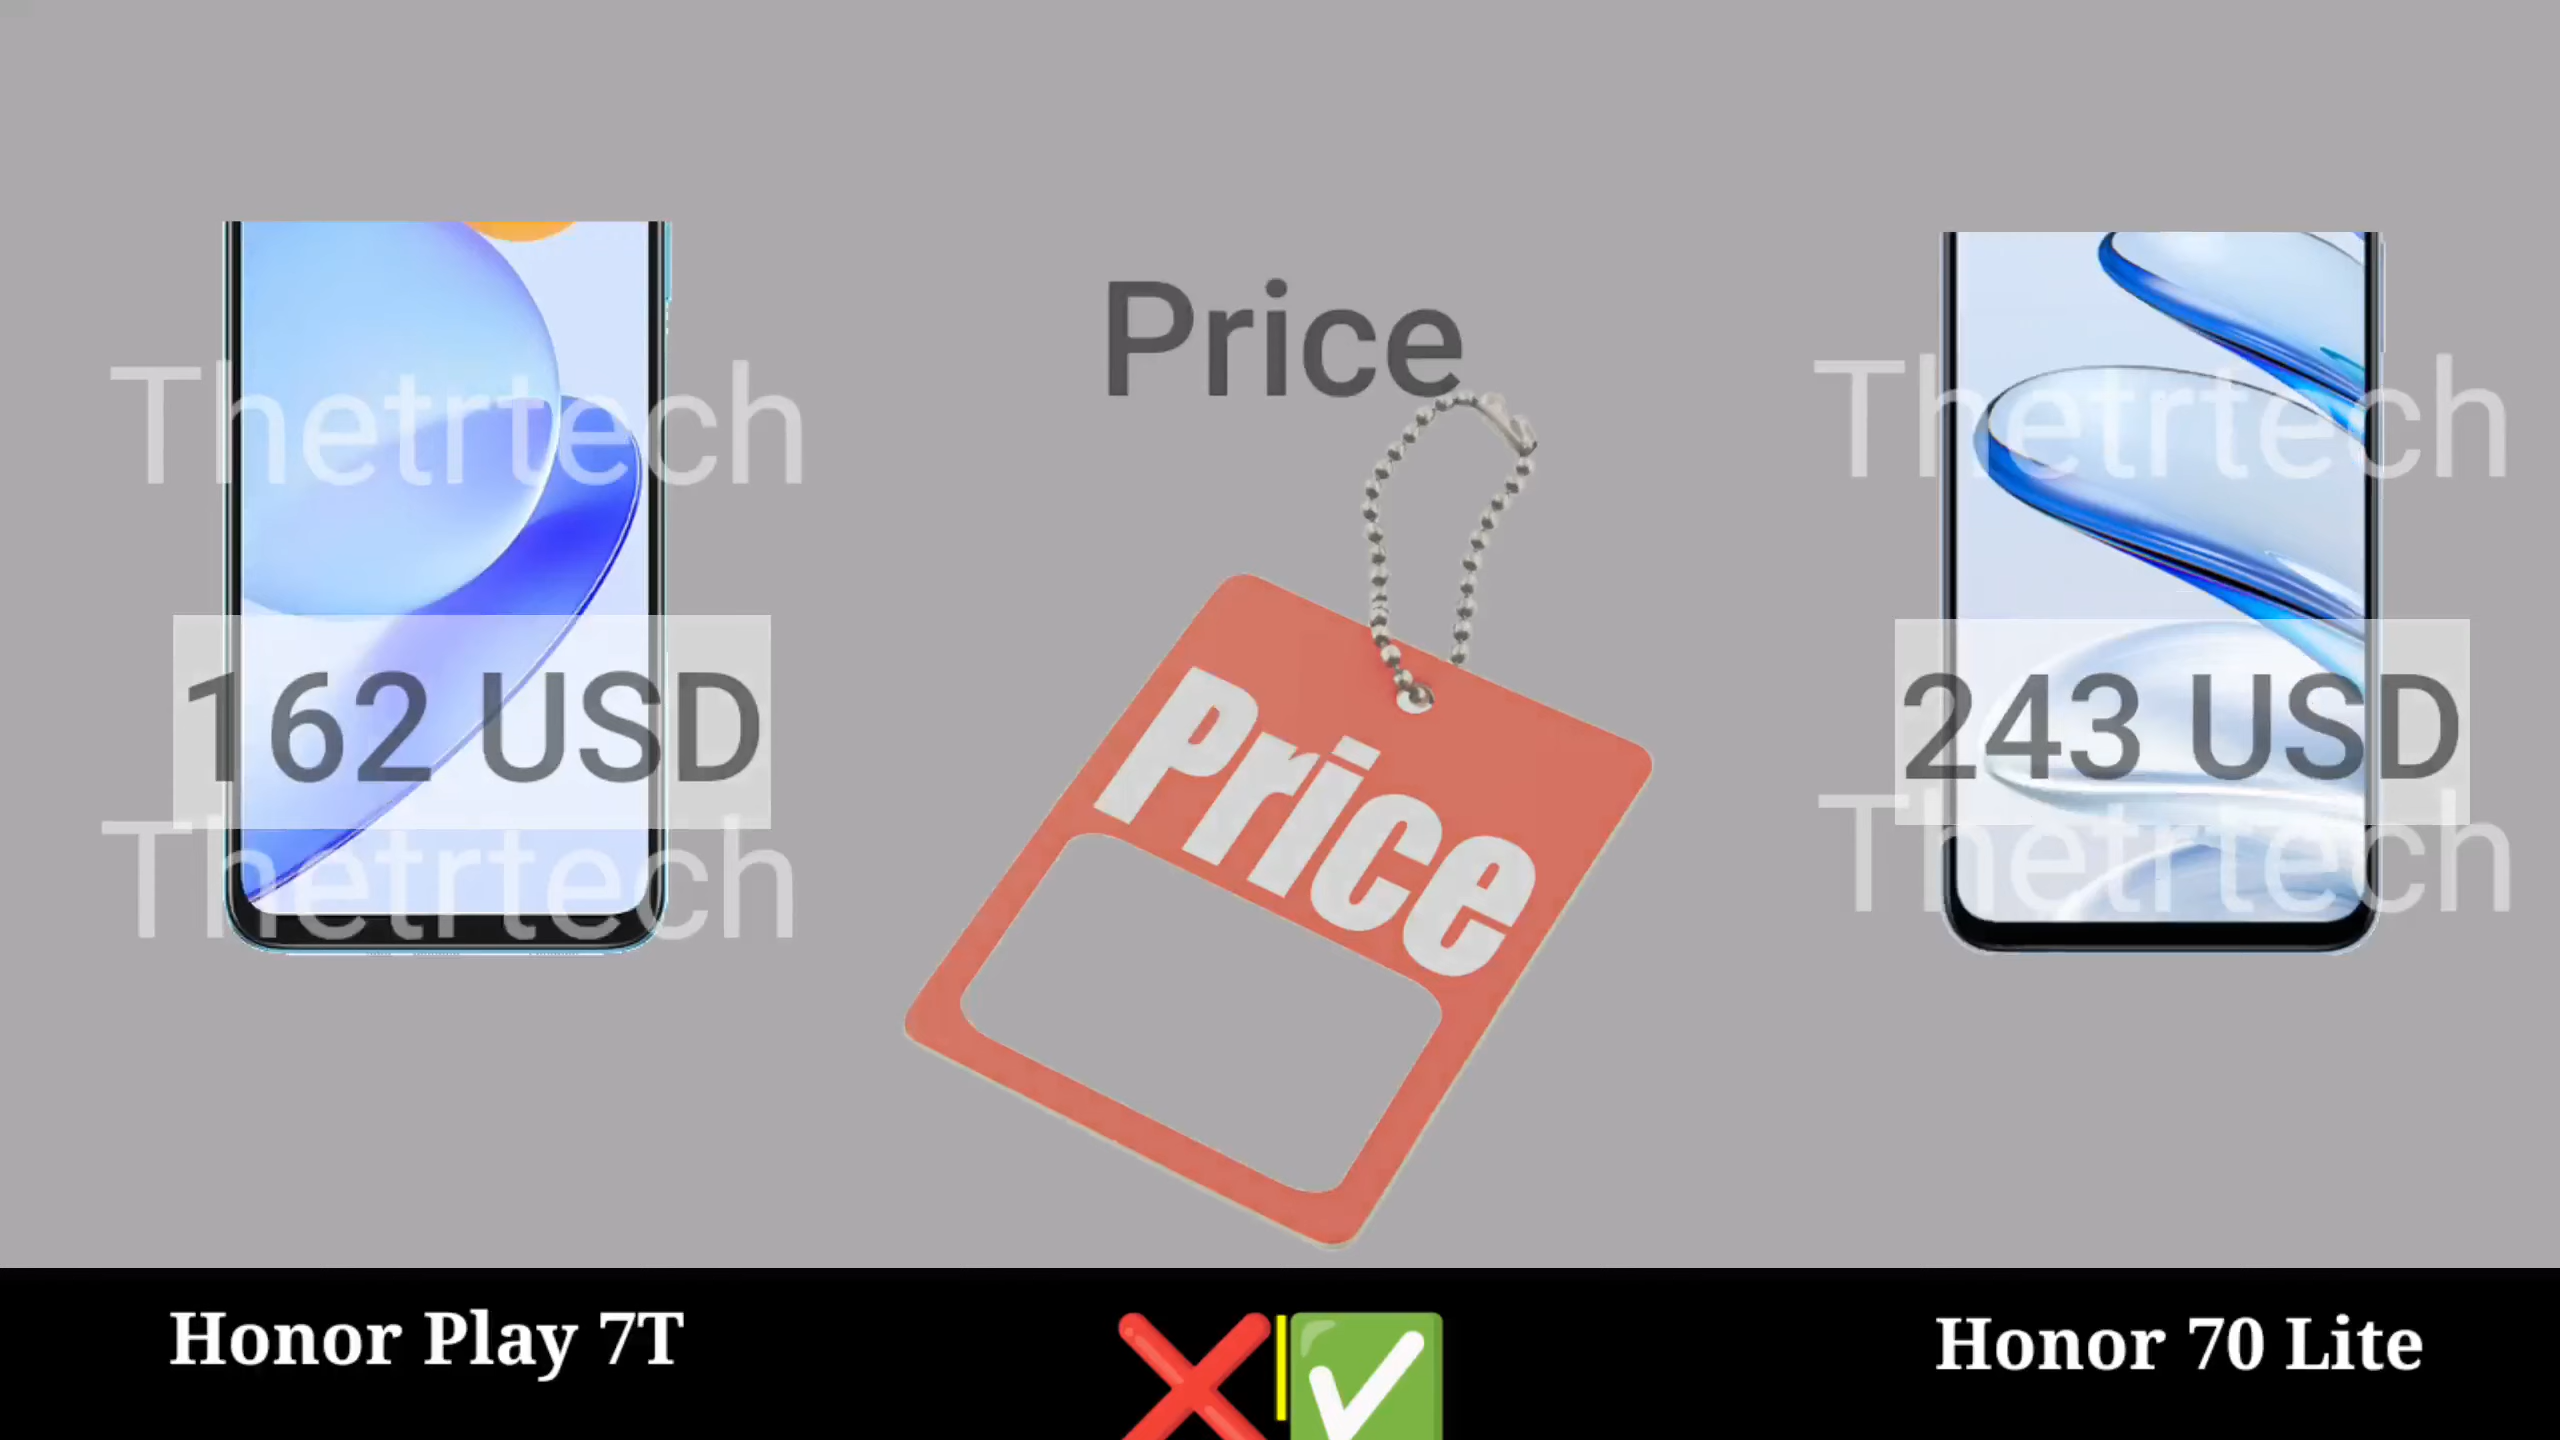 Price
Thetrtech
Thetrtech
Price
162 USD
243 USD
Thetrtech
Thetrtech
Honor Play 7T
Honor 70 Lite